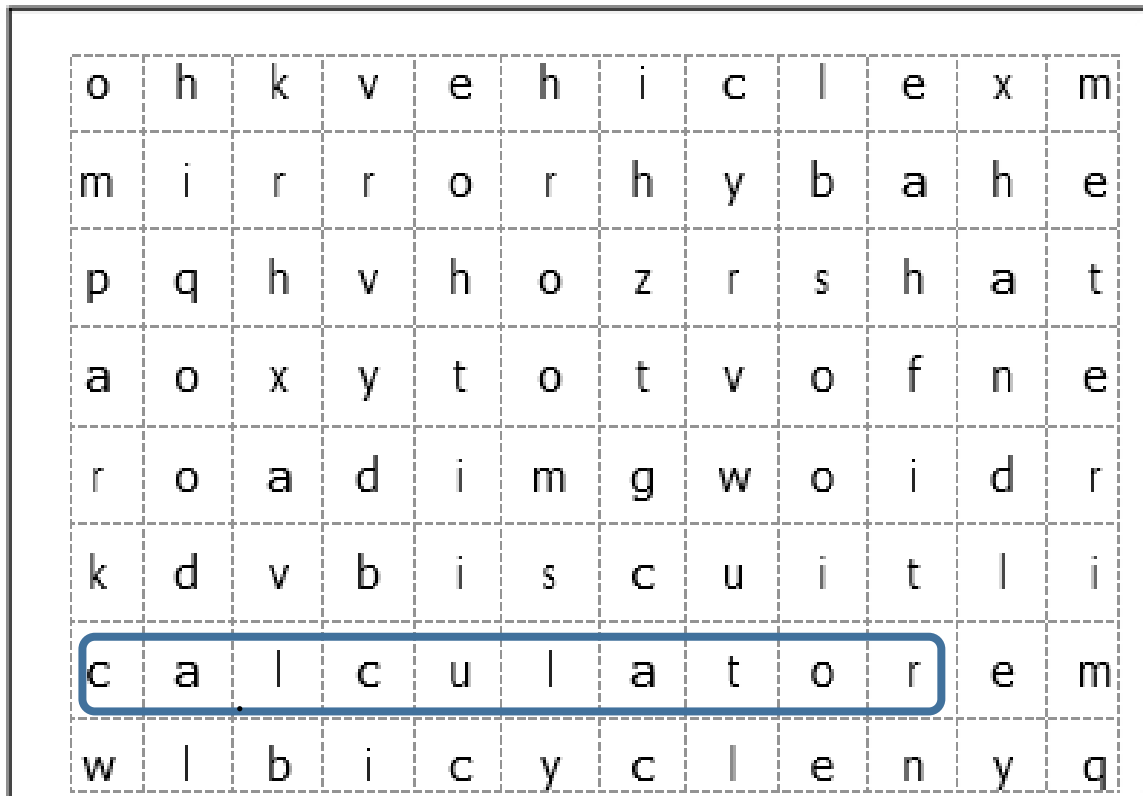 o h k v e h i c l e x m
m i r r o r h y b a h e
p q h v h o z r s h a t
a o x y t o t v o f n e
r o a d i m g w o i d r
k d v b i s c u i t l i
c a l c u l a t o r e m
w l b i c y c l e n y q